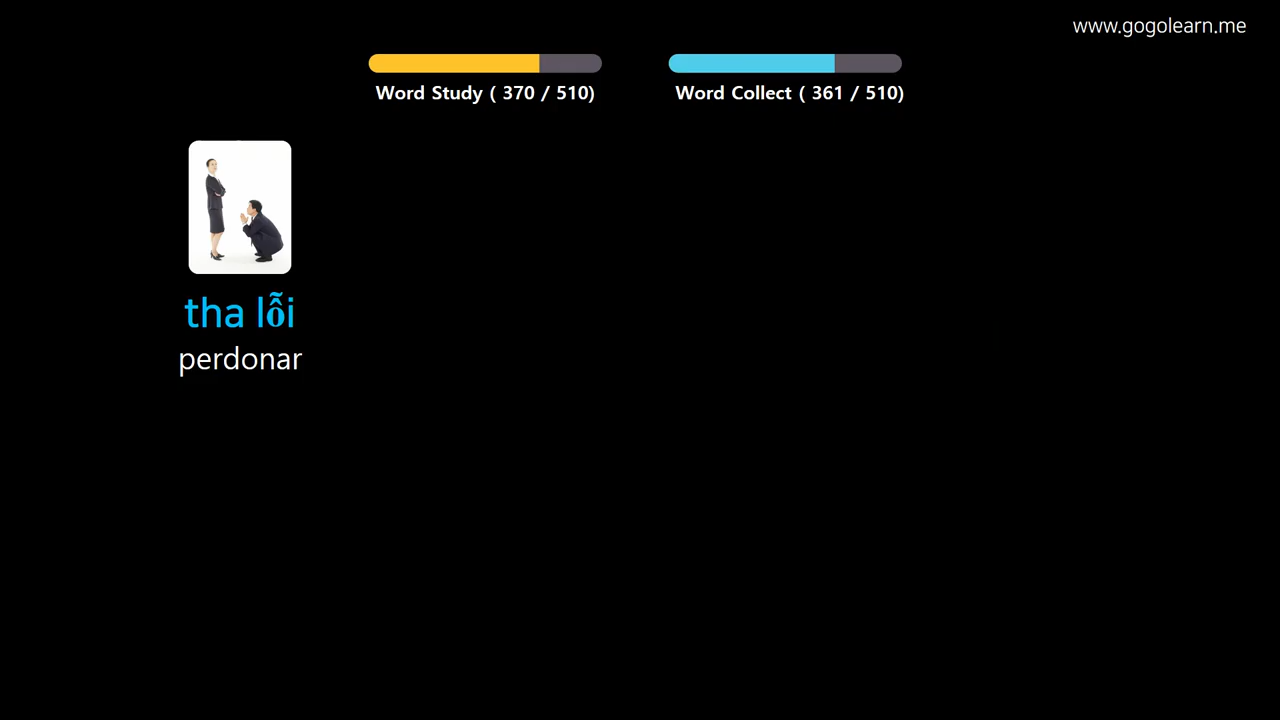 www.gogolearn.me
Word Study ( 370 / 510)
Word Collect ( 361 / 510)
tha lỗi
perdonar